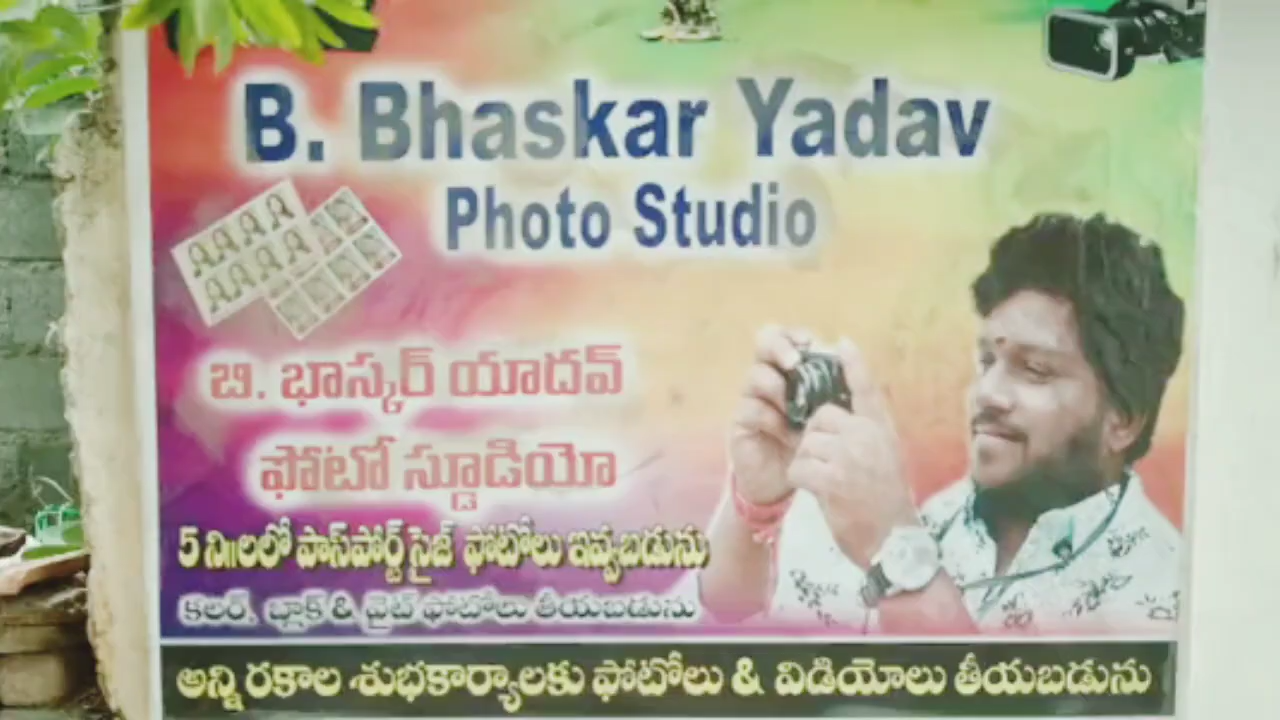 B. Bhaskar Yadav
Photo Studio
బి. భాస్కర్ యాదవ్
ఫోటో స్టూడియో
5 ని॥లలో పాస్‌పోర్ట్ సైజ్ ఫోటోలు ఇవ్వబడును
కలర్, బ్లాక్ & వైట్ ఫోటోలు తీయబడును
అన్ని రకాల శుభకార్యాలకు ఫోటోలు & విడియోలు తీయబడును